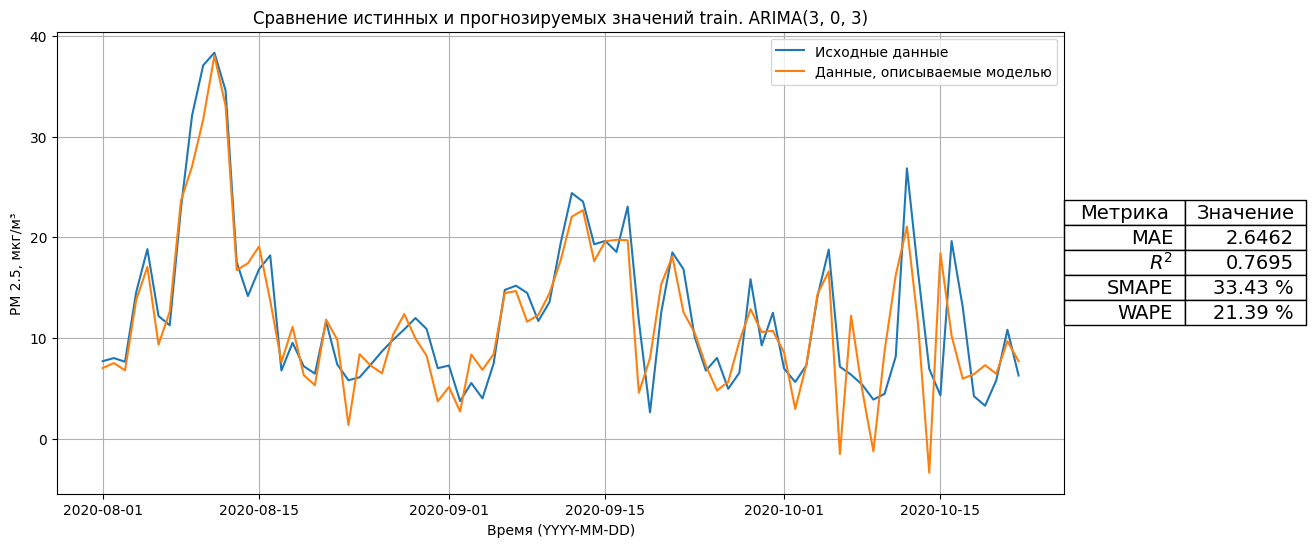 Сравнение истинных и прогнозируемых значений train. ARIMA(3, 0, 3)
Исходные данные
Данные, описываемые моделью
40
30
20
10
0
PM 2.5, мкг/м³
2020-08-01 2020-08-15 2020-09-01 2020-09-15 2020-10-01 2020-10-15
Время (YYYY-MM-DD)
Метрика Значение
MAE 2.6462
R² 0.7695
SMAPE 33.43 %
WAPE 21.39 %